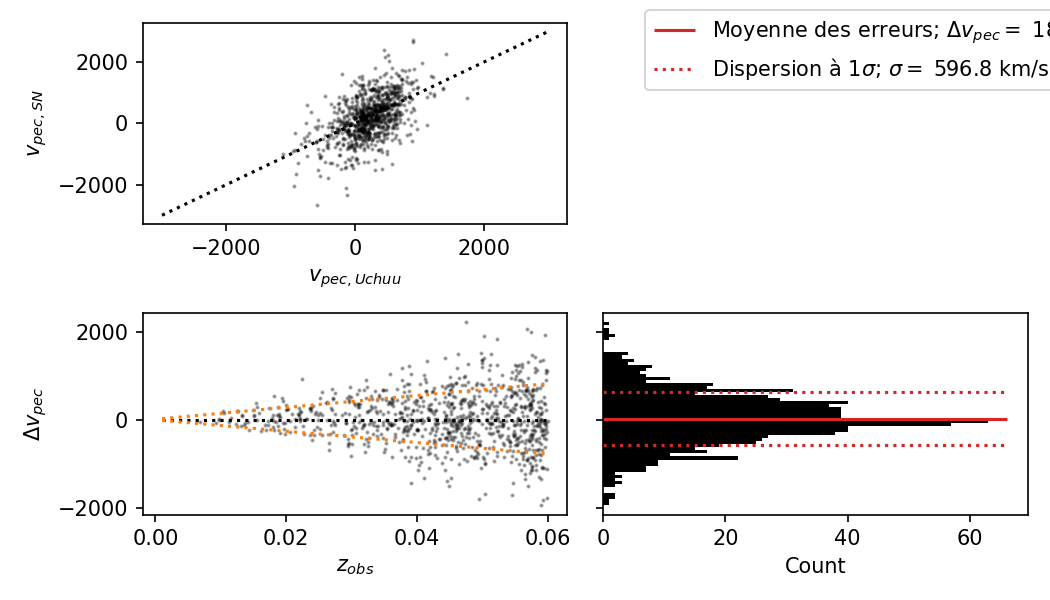 Moyenne des erreurs; Δv_pec = 18
Dispersion à 1σ; σ = 596.8 km/s
2000
0
−2000
v_pec, SN
−2000 0 2000
v_pec, Uchuu
2000
0
−2000
Δv_pec
0.00 0.02 0.04 0.06
z_obs
0 20 40 60
Count